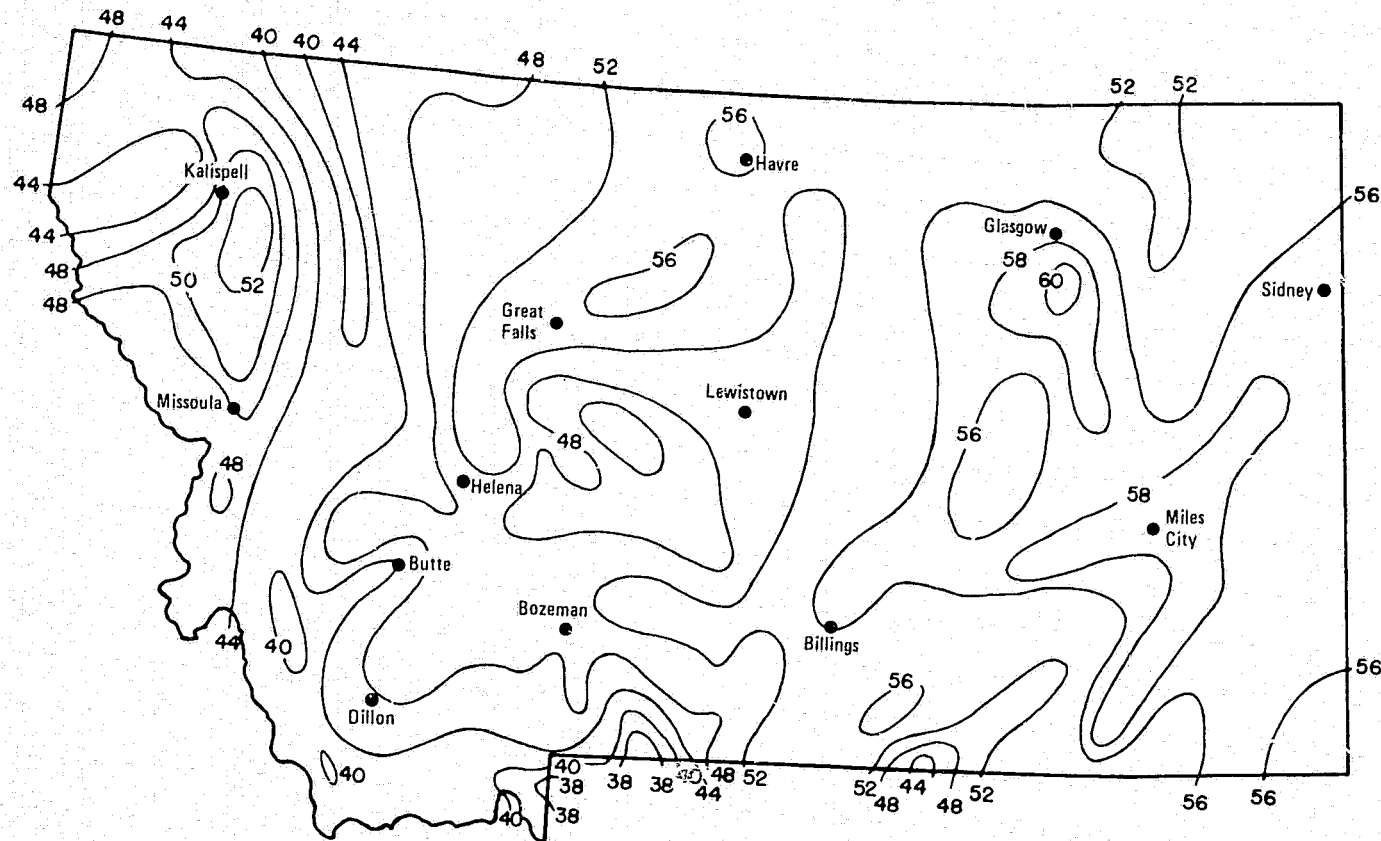 48 44 40 40 44 48 52 52 52
48
56
Havre
Kalispell
44
56
44
Glasgow
58
48
50 52
56
60
Sidney
48
Great
Falls
Missoula
Lewistown
48
56
48
Helena
58
Miles
City
Butte
Bozeman
44 40
Billings
56
56
Dillon
40
40
38
38 38 48 52
44
52 48 44 48 52
56 56
40
38